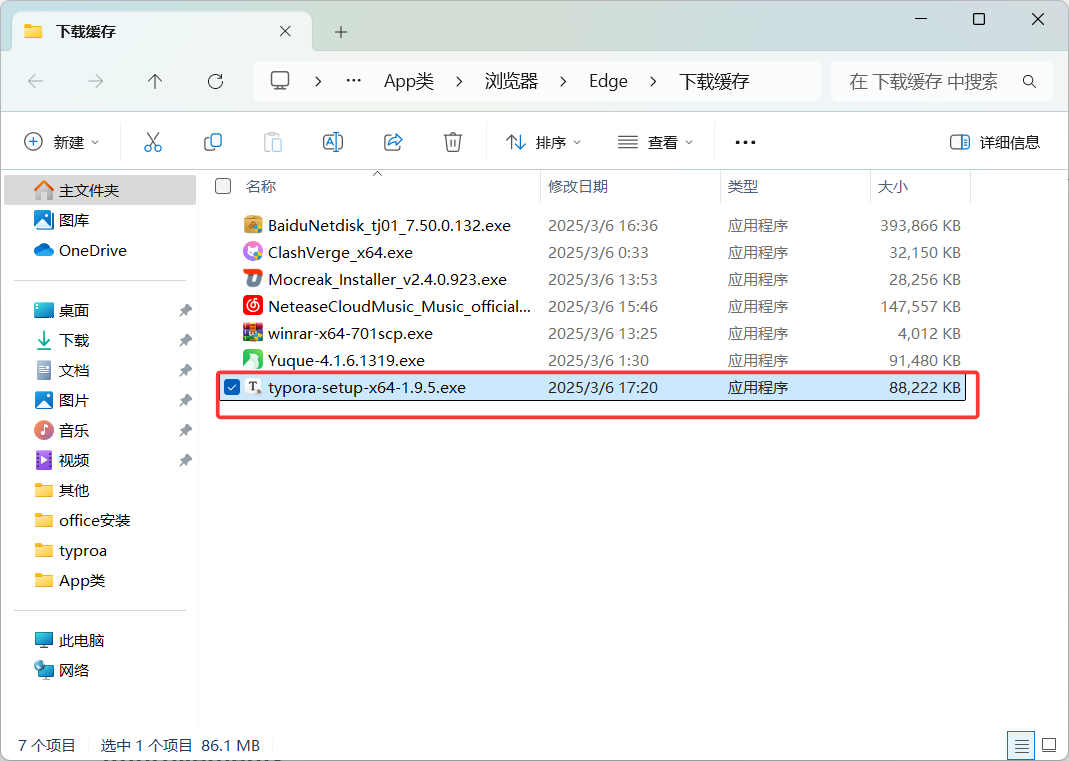 下载缓存
App类 浏览器 Edge 下载缓存 在 下载缓存 中搜索
新建 排序 查看 详细信息
主文件夹
图库
OneDrive
桌面
下载
文档
图片
音乐
视频
其他
office安装
typroa
App类
此电脑
网络
名称 修改日期 类型 大小
BaiduNetdisk_tj01_7.50.0.132.exe 2025/3/6 16:36 应用程序 393,866 KB
ClashVerge_x64.exe 2025/3/6 0:33 应用程序 32,150 KB
Mocreak_Installer_v2.4.0.923.exe 2025/3/6 13:53 应用程序 28,256 KB
NeteaseCloudMusic_Music_official... 2025/3/6 15:46 应用程序 147,557 KB
winrar-x64-701scp.exe 2025/3/6 13:25 应用程序 4,012 KB
Yuque-4.1.6.1319.exe 2025/3/6 1:30 应用程序 91,480 KB
typora-setup-x64-1.9.5.exe 2025/3/6 17:20 应用程序 88,222 KB
7 个项目 选中 1 个项目 86.1 MB